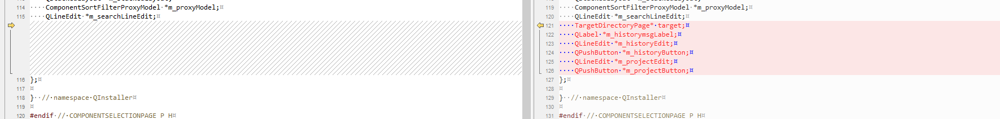 114 ComponentSortFilterProxyModel *m_proxyModel;
115 QLineEdit *m_searchLineEdit;
116 };
117
118 } // namespace QInstaller
119
120 #endif // COMPONENTSELECTIONPAGE_P_H
119 ComponentSortFilterProxyModel *m_proxyModel;
120 QLineEdit *m_searchLineEdit;
121 TargetDirectoryPage* target;
122 QLabel *m_historymsgLabel;
123 QLineEdit *m_historyEdit;
124 QPushButton *m_historyButton;
125 QLineEdit *m_projectEdit;
126 QPushButton *m_projectButton;
127 };
128
129 } // namespace QInstaller
130
131 #endif // COMPONENTSELECTIONPAGE_P_H